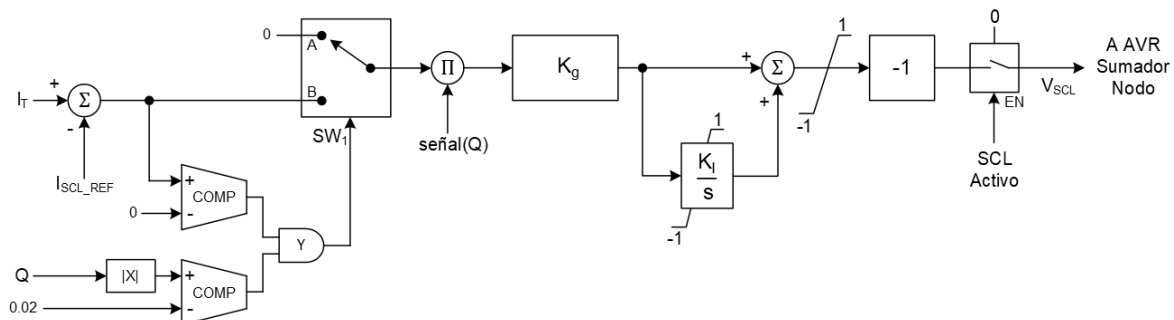 I_T
+
Σ
-
I_SCL_REF
0
A
B
SW_1
+
COMP
0
-
Q
|X|
+
COMP
0.02
-
Y
Π
señal(Q)
K_g
+
Σ
+
1
K_I
s
-1
1
-1
-1
0
EN
SCL
Activo
V_SCL
A AVR
Sumador
Nodo